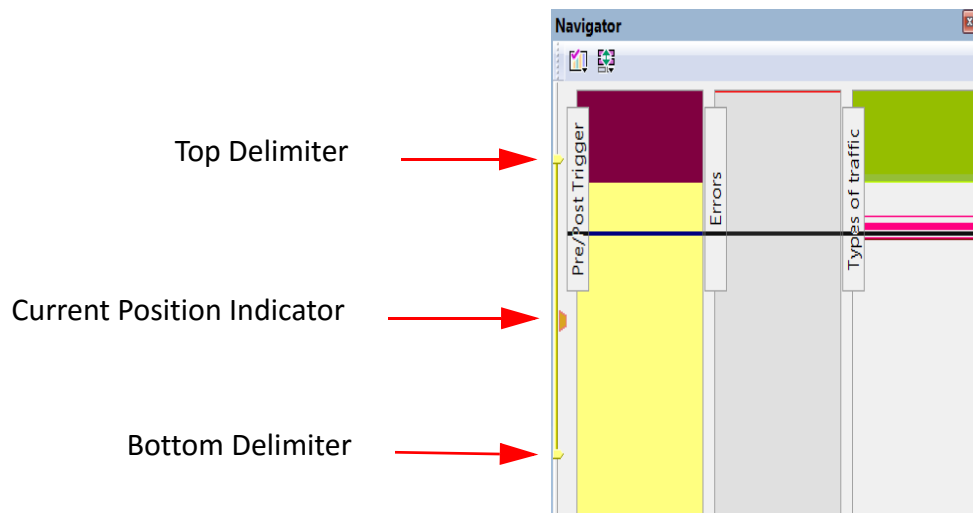 Navigator
Top Delimiter
Pre/Post Trigger
Errors
Types of traffic
Current Position Indicator
Bottom Delimiter